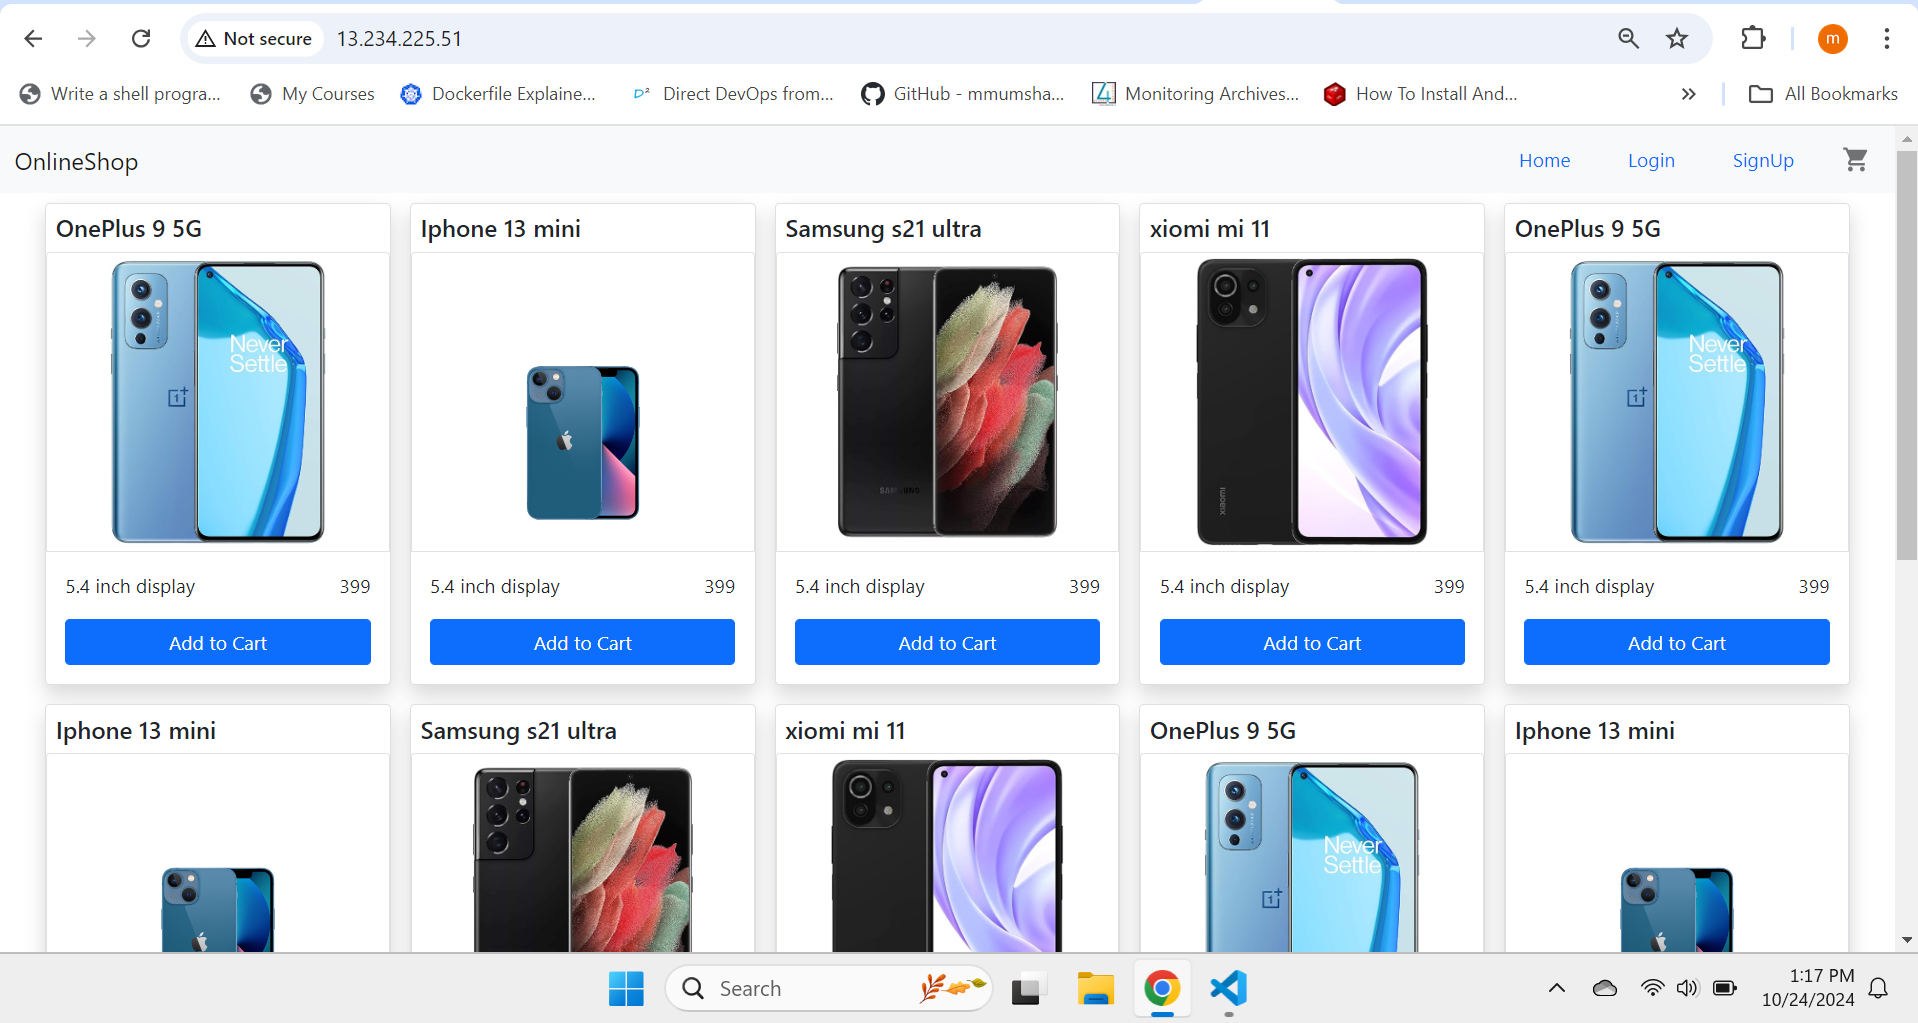 Not secure 13.234.225.51 m
Write a shell progra... My Courses Dockerfile Explaine... D² Direct DevOps from... GitHub - mmumsha... Monitoring Archives... How To Install And... » All Bookmarks
OnlineShop Home Login SignUp
OnePlus 9 5G Iphone 13 mini Samsung s21 ultra xiomi mi 11 OnePlus 9 5G
Never
Settle
SAMSUNG
xiaomi
Never
Settle
5.4 inch display 399 5.4 inch display 399 5.4 inch display 399 5.4 inch display 399 5.4 inch display 399
Add to Cart Add to Cart Add to Cart Add to Cart Add to Cart
Iphone 13 mini Samsung s21 ultra xiomi mi 11 OnePlus 9 5G Iphone 13 mini
Never
Settle
Search
1:17 PM
10/24/2024